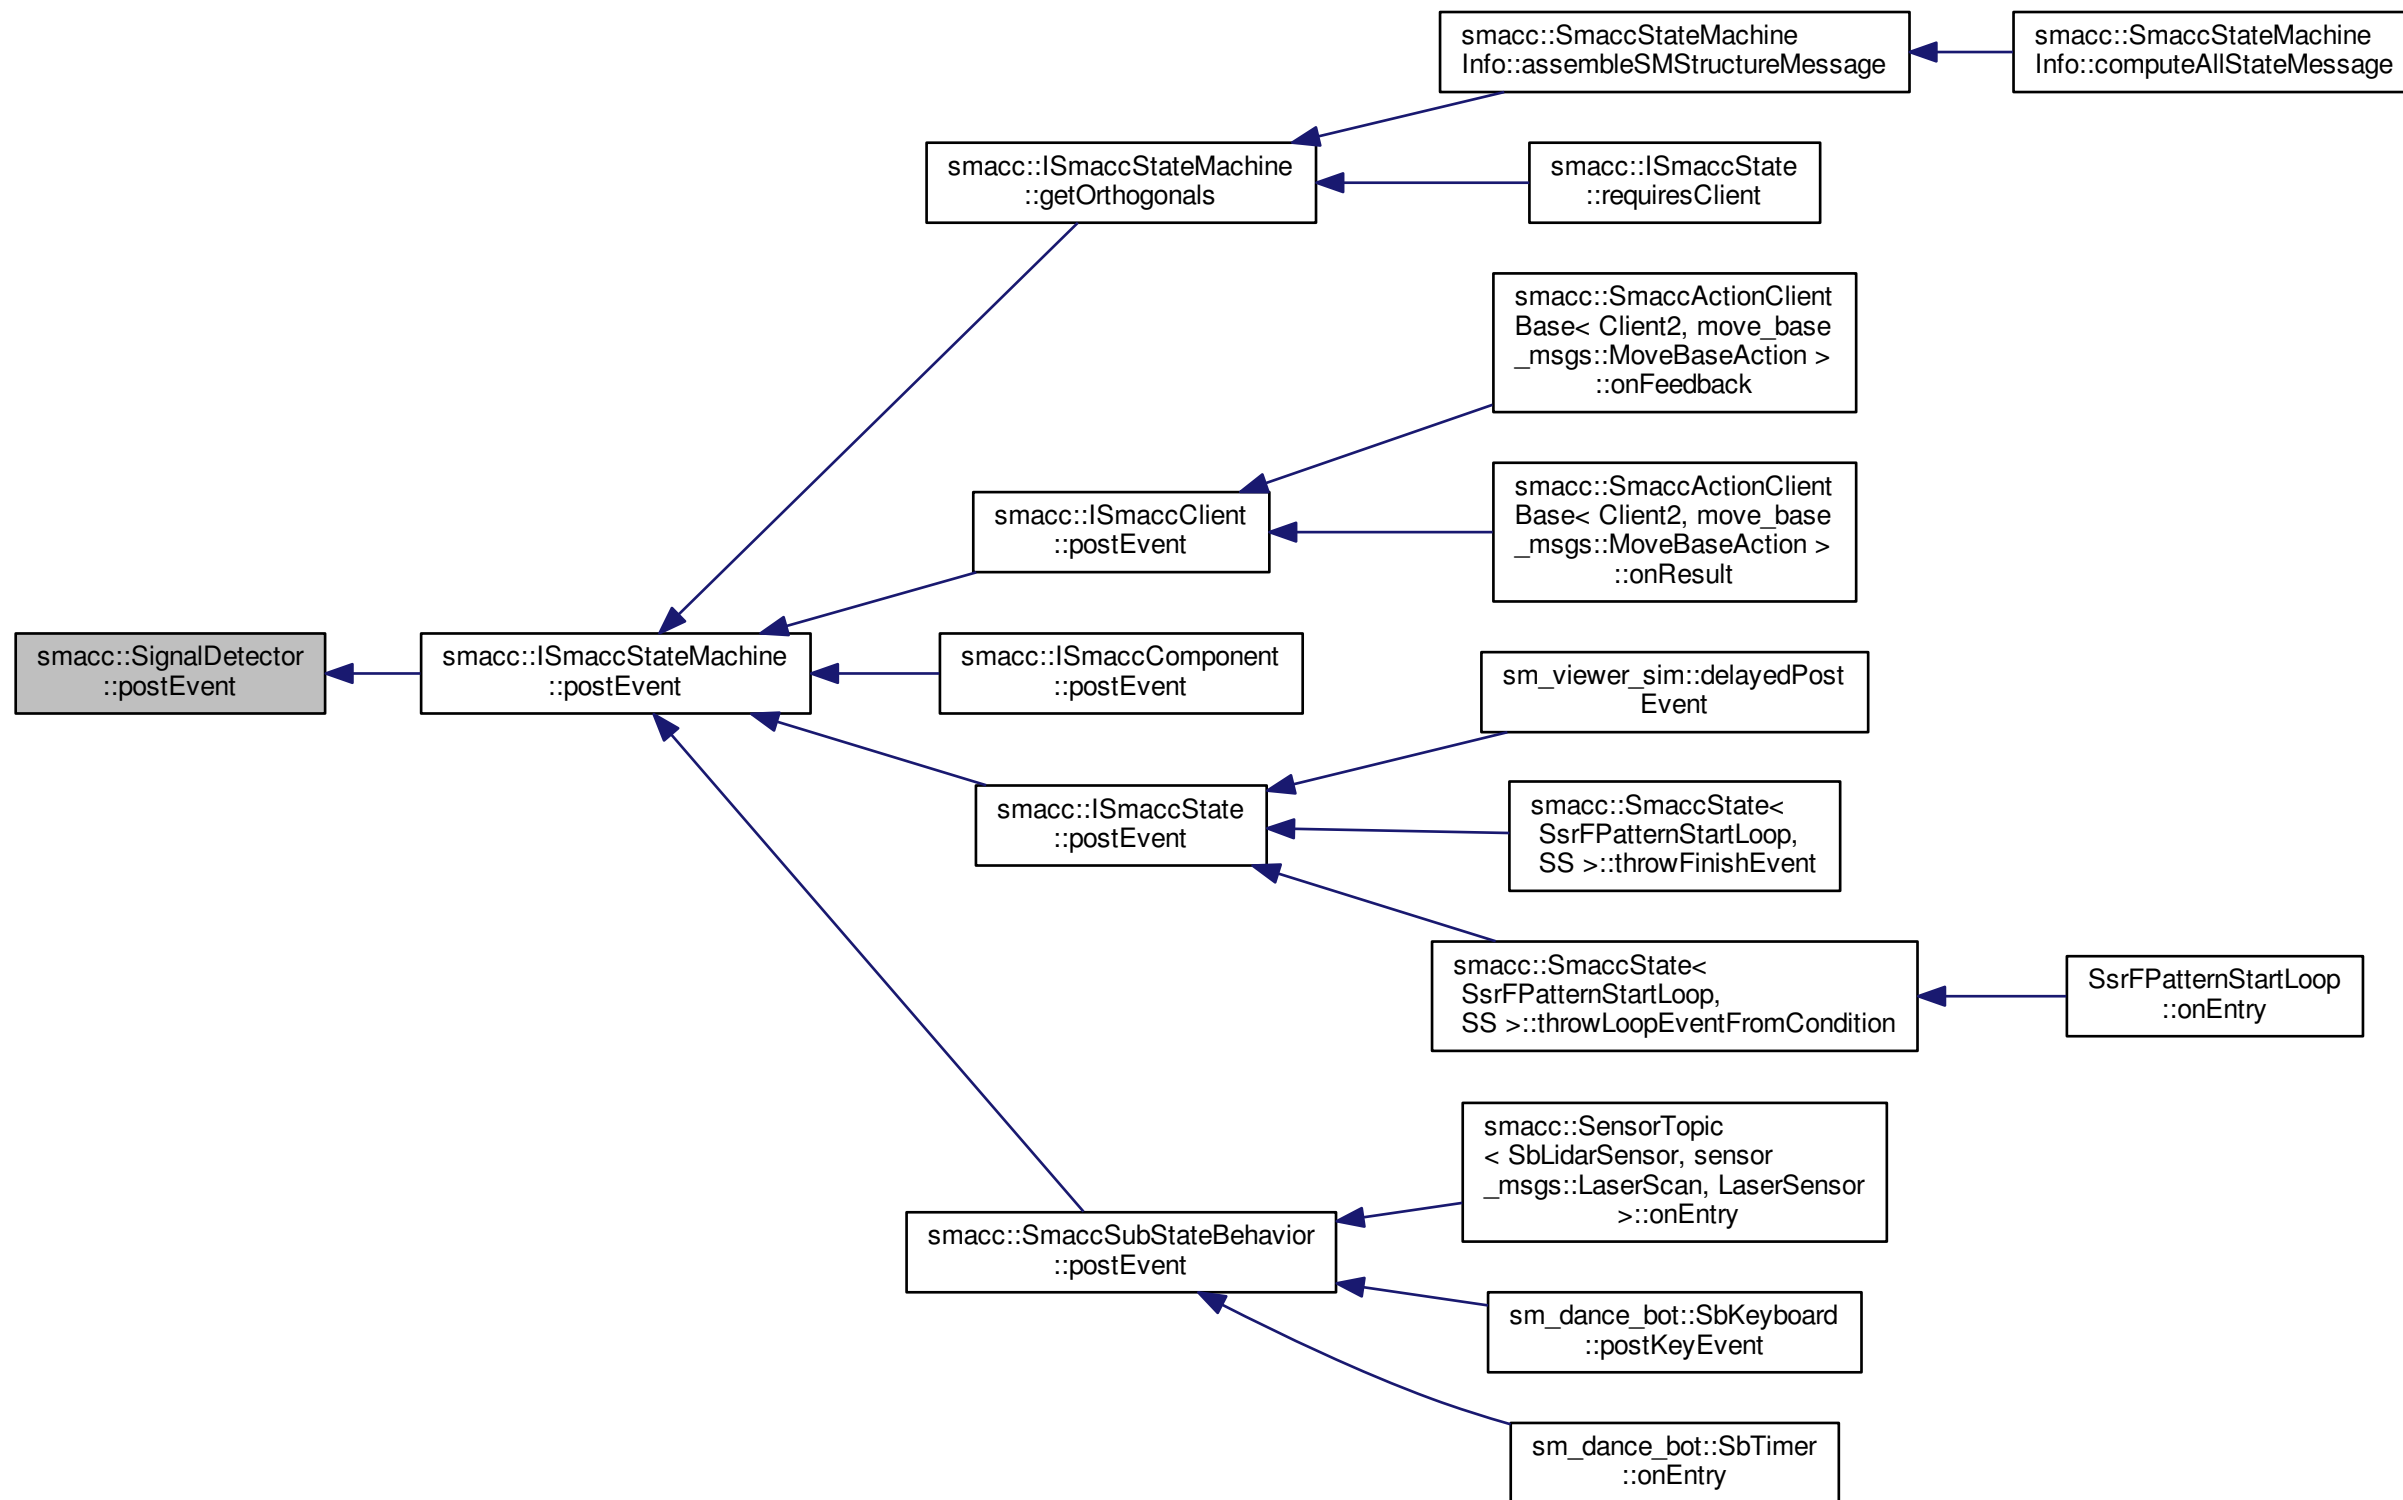 smacc::SmaccStateMachine
Info::assembleSMStructureMessage
smacc::SmaccStateMachine
Info::computeAllStateMessage
smacc::ISmaccStateMachine
::getOrthogonals
smacc::ISmaccState
::requiresClient
smacc::SmaccActionClient
Base< Client2, move_base
_msgs::MoveBaseAction >
::onFeedback
smacc::SmaccActionClient
Base< Client2, move_base
_msgs::MoveBaseAction >
::onResult
smacc::ISmaccClient
::postEvent
smacc::SignalDetector
::postEvent
smacc::ISmaccStateMachine
::postEvent
smacc::ISmaccComponent
::postEvent
sm_viewer_sim::delayedPost
Event
smacc::ISmaccState
::postEvent
smacc::SmaccState<
SsrFPatternStartLoop,
SS >::throwFinishEvent
smacc::SmaccState<
SsrFPatternStartLoop,
SS >::throwLoopEventFromCondition
SsrFPatternStartLoop
::onEntry
smacc::SensorTopic
< SbLidarSensor, sensor
_msgs::LaserScan, LaserSensor
>::onEntry
smacc::SmaccSubStateBehavior
::postEvent
sm_dance_bot::SbKeyboard
::postKeyEvent
sm_dance_bot::SbTimer
::onEntry